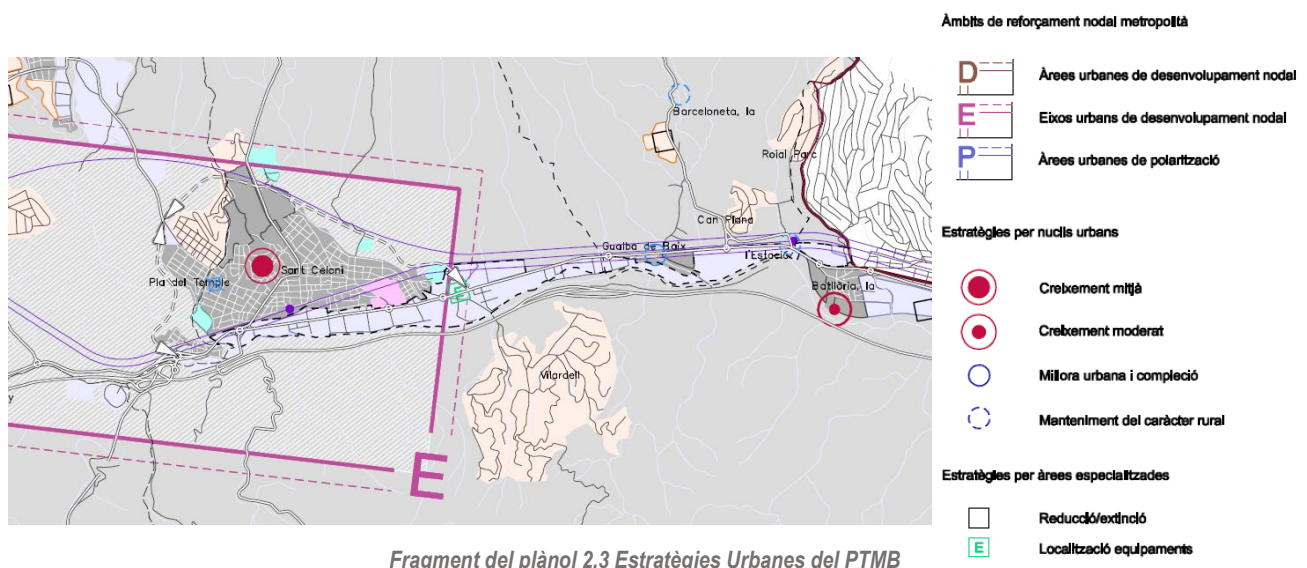 Àmbits de reforçament nodal metropolità
D Àrees urbanes de desenvolupament nodal
E Eixos urbans de desenvolupament nodal
P Àrees urbanes de polarització
Estratègies per nuclis urbans
Creixement mitjà
Creixement moderat
Millora urbana i compleció
Manteniment del caràcter rural
Estratègies per àrees especialitzades
Reducció/extinció
E Localització equipaments
Barceloneta, la
Roial Parc
Can Plana
Gualba de Baix
l'Estació
Sant Celoni
Pla del Temple
Batllòria, la
E
Vilardell
y
E
Fragment del plànol 2.3 Estratègies Urbanes del PTMB